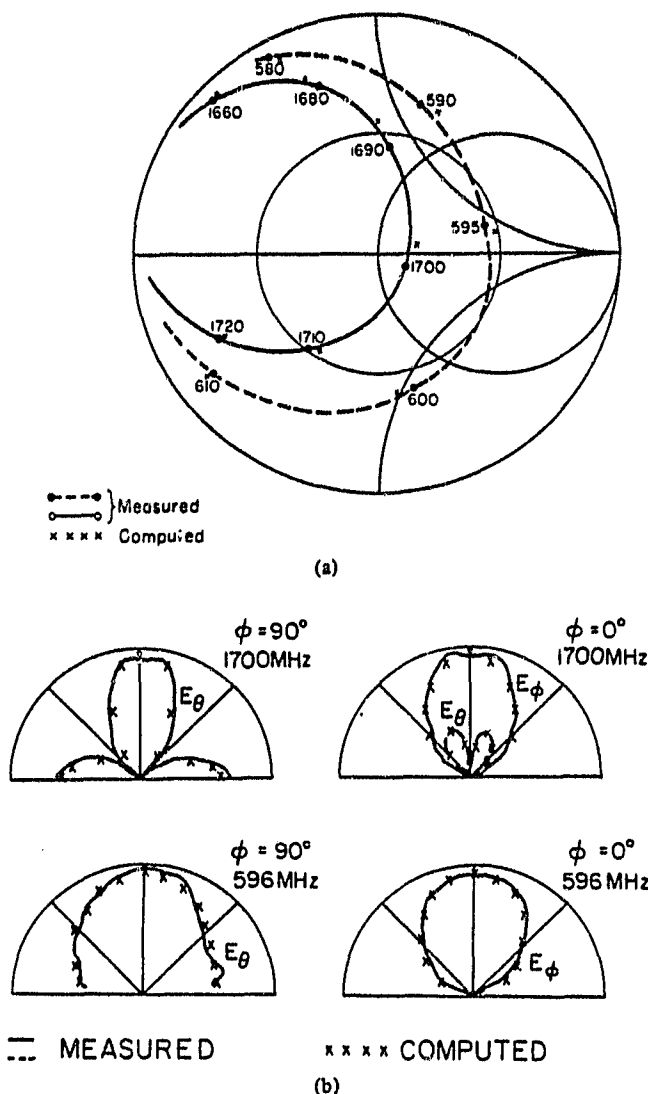 580
1660
1680
590
1690
595
1700
1720
1710
610
600
Measured
x x x x Computed
(a)
ϕ = 90°
1700MHz
Eθ
ϕ = 0°
1700MHz
Eϕ
Eθ
ϕ = 90°
596MHz
Eθ
ϕ = 0°
596MHz
Eϕ
MEASURED
x x x x COMPUTED
(b)